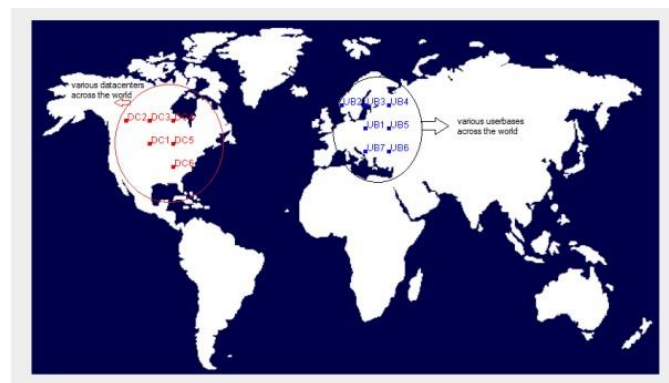 various datacenters
across the world
DC2 DC3 DC4
DC1 DC5
DC6
UB2 UB3 UB4
UB1 UB5
UB7 UB6
various userbases
across the world